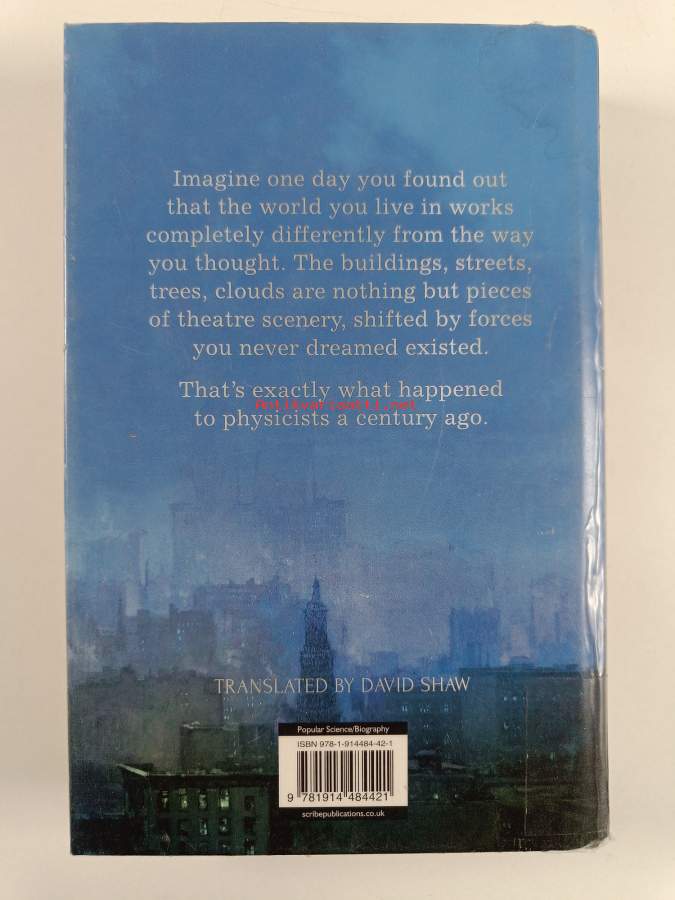 Imagine one day you found out
that the world you live in works
completely differently from the way
you thought. The buildings, streets,
trees, clouds are nothing but pieces
of theatre scenery, shifted by forces
you never dreamed existed.
That's exactly what happened
Antikvariaatti.net
to physicists a century ago.
TRANSLATED BY DAVID SHAW
Popular Science/Biography
ISBN 978-1-914484-42-1
9 781914 484421
scribepublications.co.uk